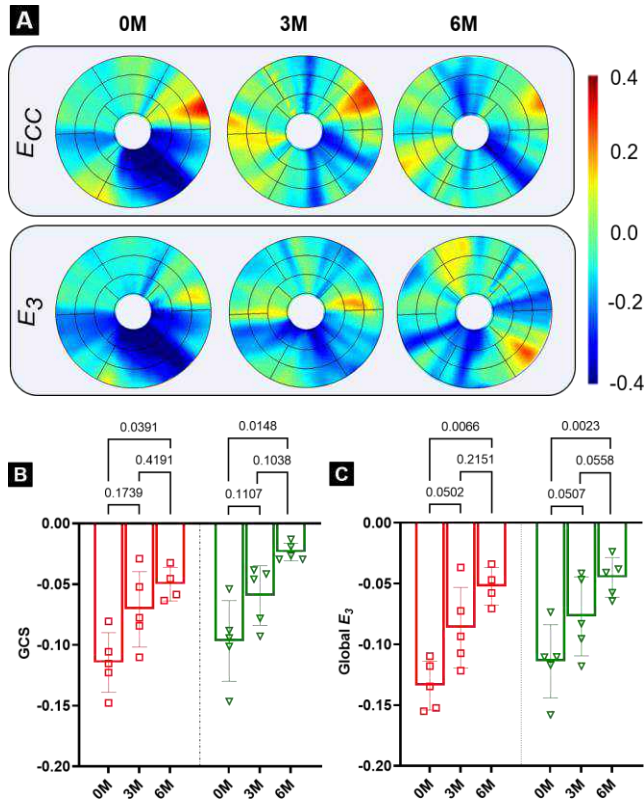 A
0M 3M 6M
E_CC
0.4
0.2
0.0
-0.2
-0.4
E_3
B
0.0391 0.0148
0.4191 0.1038
0.1739 0.1107
GCS
0.00
-0.05
-0.10
-0.15
-0.20
0M 3M 6M 0M 3M 6M
C
0.0066 0.0023
0.2151 0.0558
0.0502 0.0507
Global E_3
0.00
-0.05
-0.10
-0.15
-0.20
0M 3M 6M 0M 3M 6M